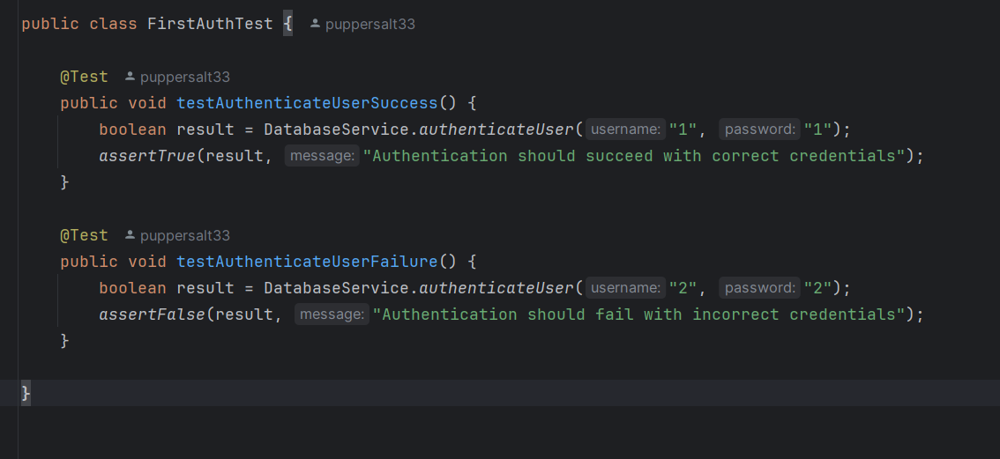 public class FirstAuthTest { puppersalt33
@Test puppersalt33
public void testAuthenticateUserSuccess() {
boolean result = DatabaseService.authenticateUser( username: "1", password: "1");
assertTrue(result, message: "Authentication should succeed with correct credentials");
}
@Test puppersalt33
public void testAuthenticateUserFailure() {
boolean result = DatabaseService.authenticateUser( username: "2", password: "2");
assertFalse(result, message: "Authentication should fail with incorrect credentials");
}
}